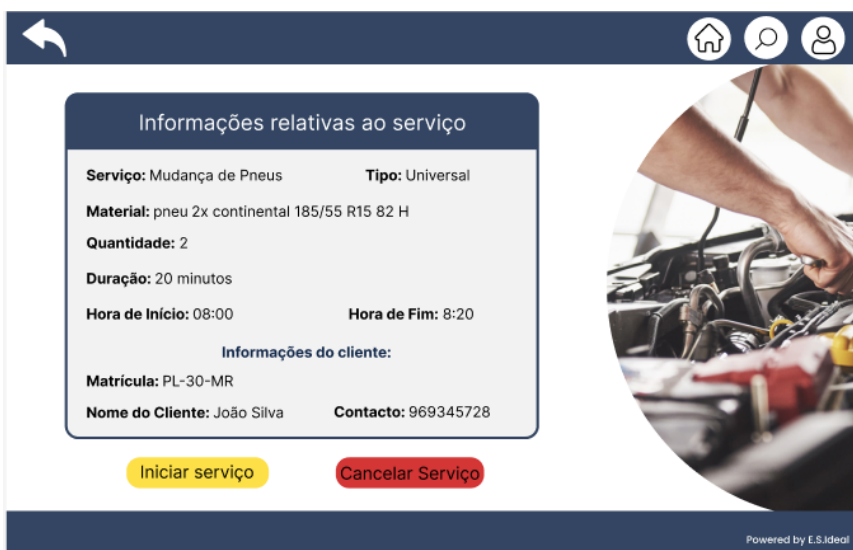 Informações relativas ao serviço
Serviço: Mudança de Pneus Tipo: Universal
Material: pneu 2x continental 185/55 R15 82 H
Quantidade: 2
Duração: 20 minutos
Hora de Início: 08:00 Hora de Fim: 8:20
Informações do cliente:
Matrícula: PL-30-MR
Nome do Cliente: João Silva Contacto: 969345728
Iniciar serviço Cancelar Serviço
Powered by E.S.Ideal